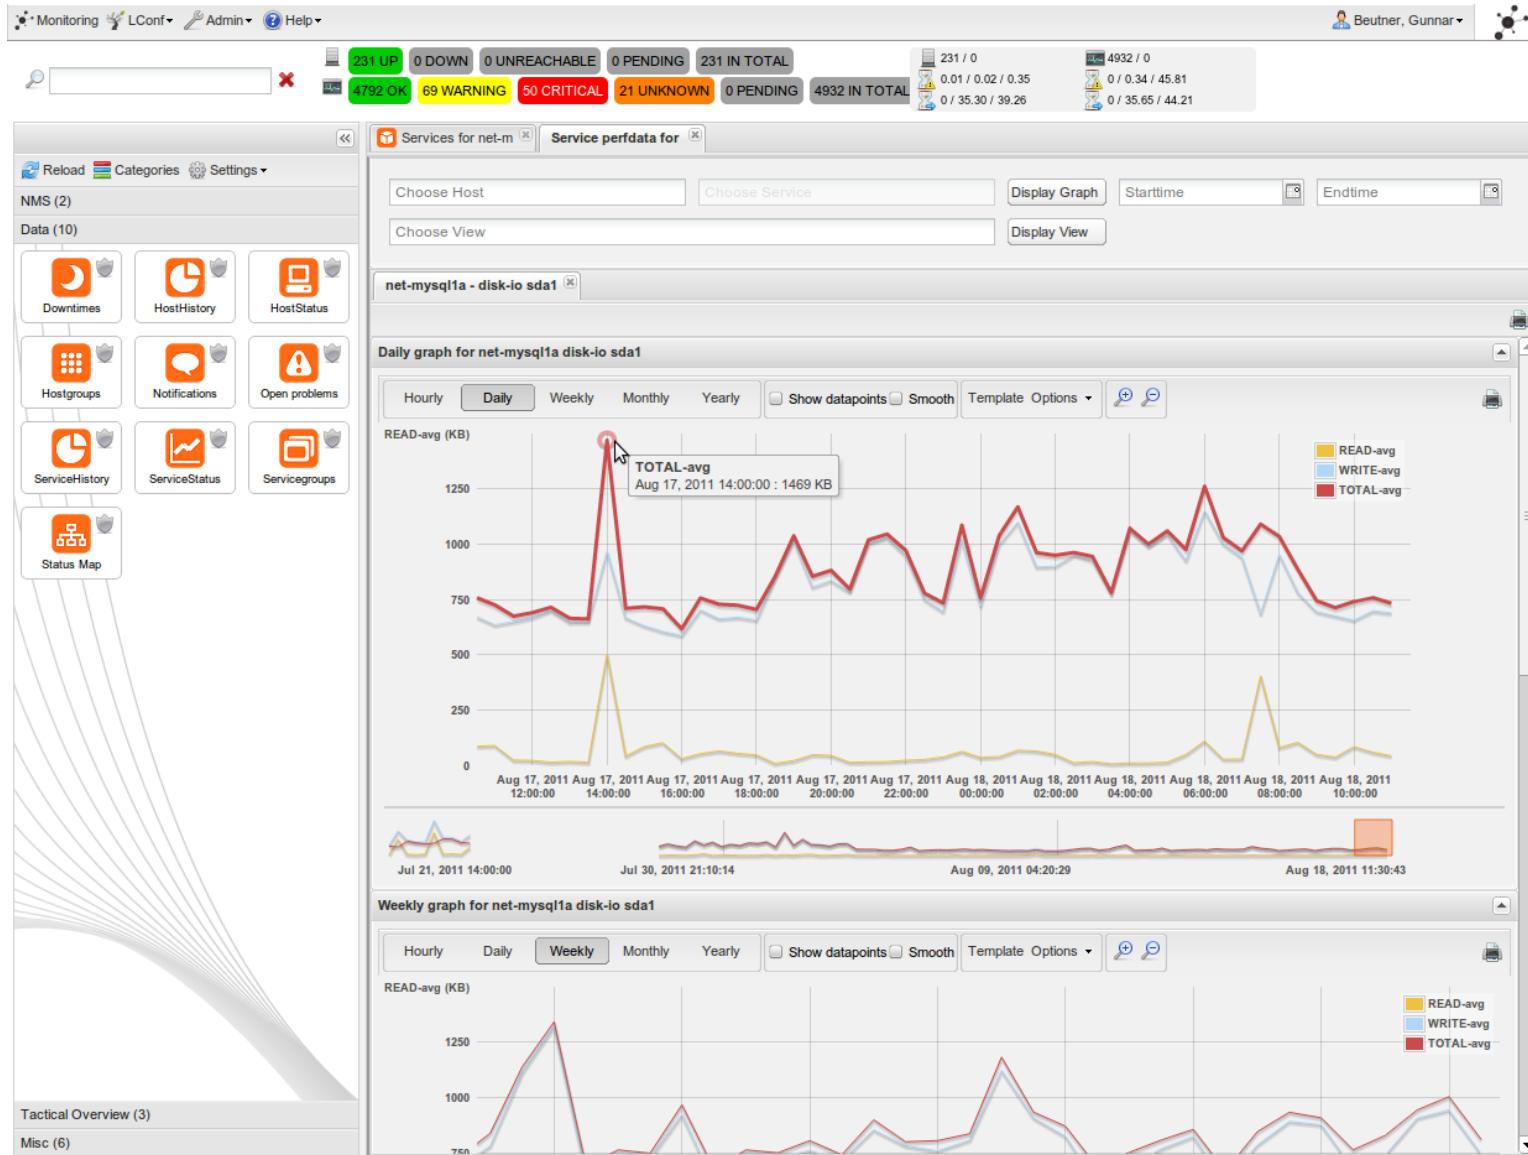 Monitoring LConf Admin Help Beutner, Gunnar
231 UP 0 DOWN 0 UNREACHABLE 0 PENDING 231 IN TOTAL
4792 OK 69 WARNING 50 CRITICAL 21 UNKNOWN 0 PENDING 4932 IN TOTAL
231 / 0 4932 / 0
0.01 / 0.02 / 0.35 0 / 0.34 / 45.81
0 / 35.30 / 39.26 0 / 35.65 / 44.21
Reload Categories Settings
NMS (2)
Data (10)
Downtimes HostHistory HostStatus
Hostgroups Notifications Open problems
ServiceHistory ServiceStatus Servicegroups
Status Map
Tactical Overview (3)
Misc (6)
Services for net-m Service perfdata for
Choose Host Choose Service Display Graph Starttime Endtime
Choose View Display View
net-mysql1a - disk-io sda1
Daily graph for net-mysql1a disk-io sda1
Hourly Daily Weekly Monthly Yearly Show datapoints Smooth Template Options
READ-avg (KB)
READ-avg
WRITE-avg
TOTAL-avg
TOTAL-avg
Aug 17, 2011 14:00:00 : 1469 KB
1250
1000
750
500
250
0
Aug 17, 2011 Aug 17, 2011 Aug 17, 2011 Aug 17, 2011 Aug 17, 2011 Aug 17, 2011 Aug 18, 2011 Aug 18, 2011 Aug 18, 2011 Aug 18, 2011 Aug 18, 2011 Aug 18, 2011
12:00:00 14:00:00 16:00:00 18:00:00 20:00:00 22:00:00 00:00:00 02:00:00 04:00:00 06:00:00 08:00:00 10:00:00
Jul 21, 2011 14:00:00 Jul 30, 2011 21:10:14 Aug 09, 2011 04:20:29 Aug 18, 2011 11:30:43
Weekly graph for net-mysql1a disk-io sda1
Hourly Daily Weekly Monthly Yearly Show datapoints Smooth Template Options
READ-avg (KB)
READ-avg
WRITE-avg
TOTAL-avg
1250
1000
750